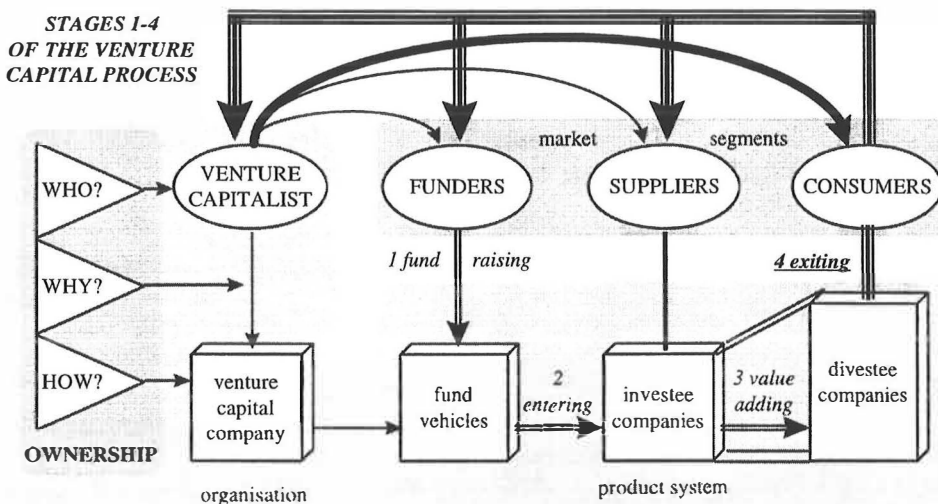 STAGES 1-4
OF THE VENTURE
CAPITAL PROCESS
market segments
WHO?
VENTURE
CAPITALIST
FUNDERS
SUPPLIERS
CONSUMERS
1 fund raising
4 exiting
WHY?
HOW?
venture
capital
company
fund
vehicles
2
entering
investee
companies
3 value
adding
divestee
companies
OWNERSHIP
organisation
product system